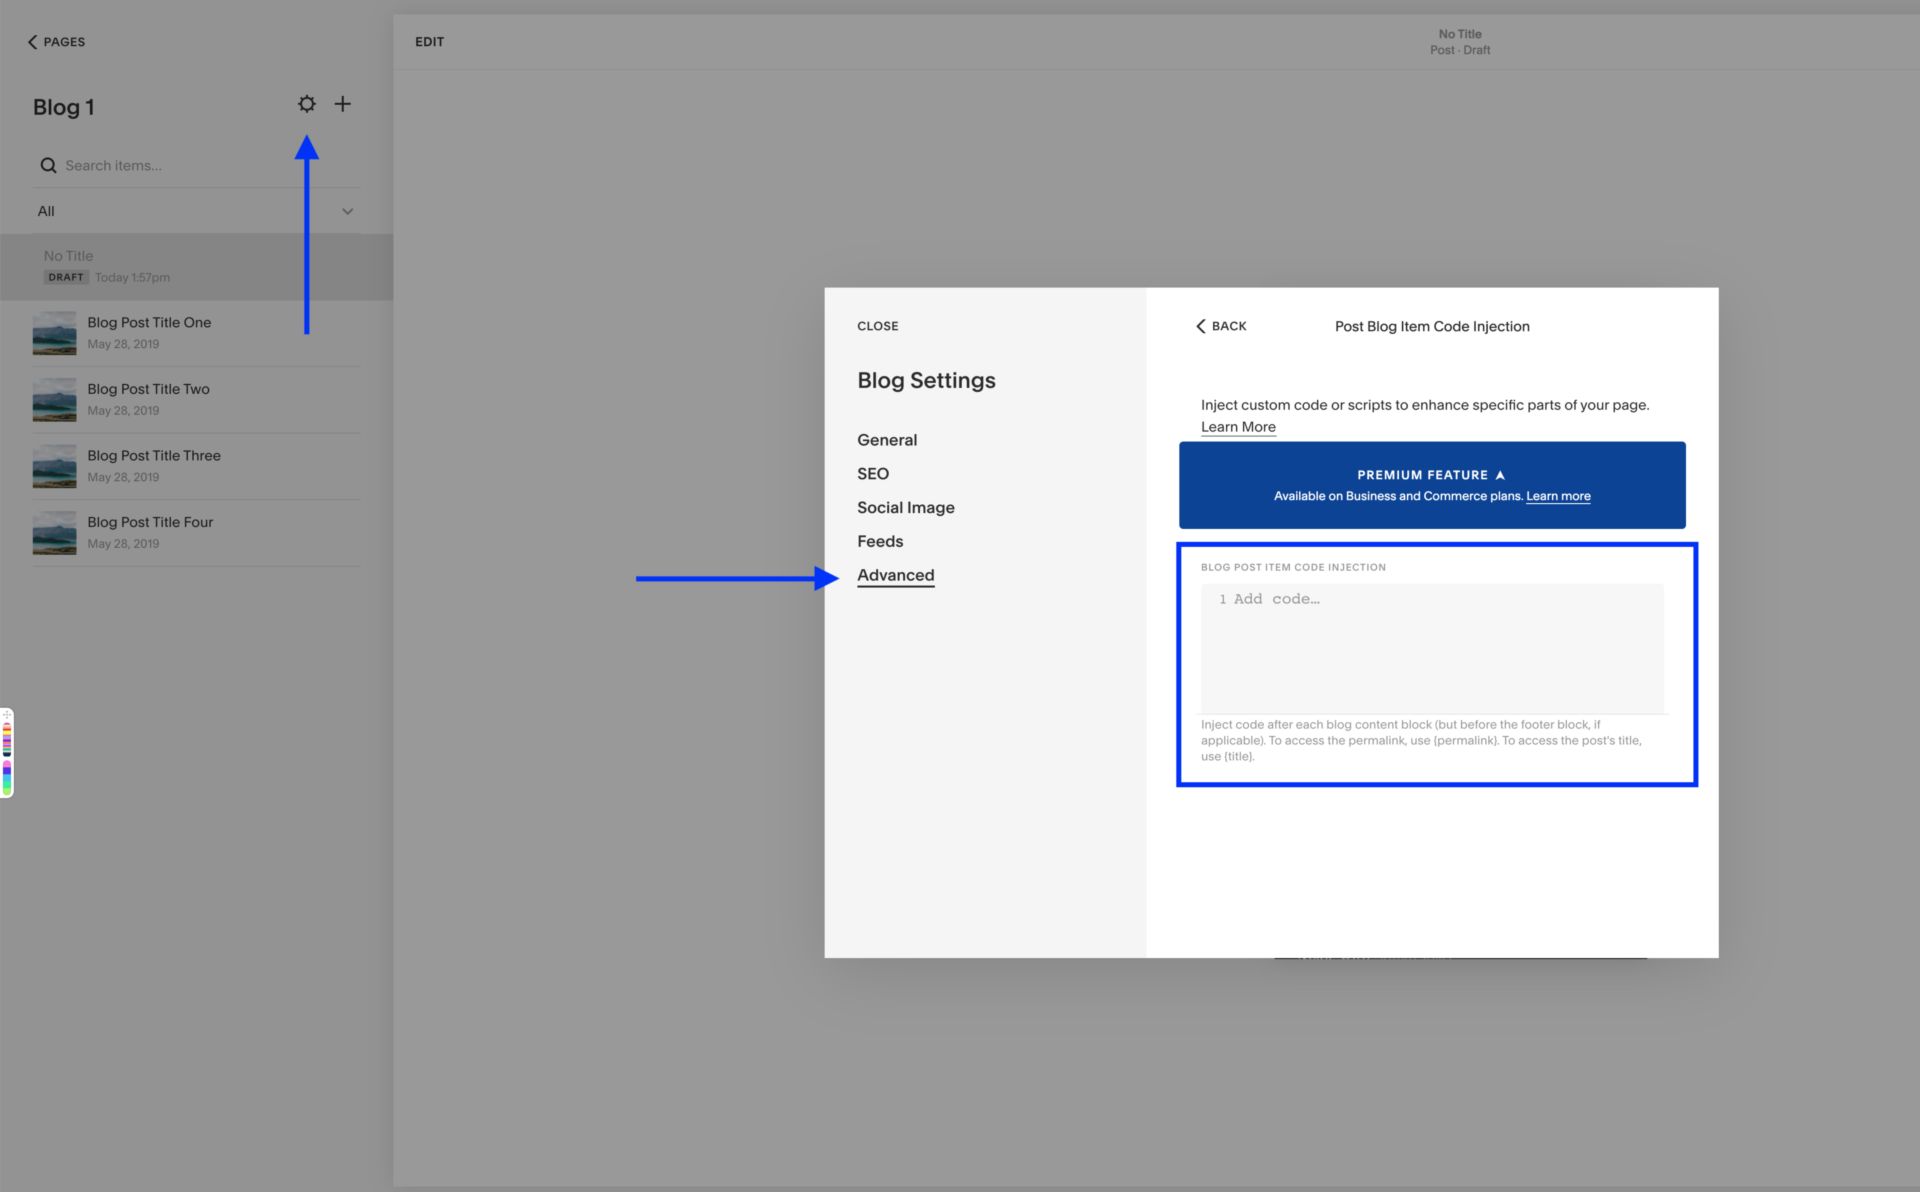 PAGES
Blog 1
Search items...
All
No Title
DRAFT Today 1:57pm
Blog Post Title One
May 28, 2019
Blog Post Title Two
May 28, 2019
Blog Post Title Three
May 28, 2019
Blog Post Title Four
May 28, 2019
EDIT
No Title
Post · Draft
CLOSE
Blog Settings
General
SEO
Social Image
Feeds
Advanced
BACK
Post Blog Item Code Injection
Inject custom code or scripts to enhance specific parts of your page.
Learn More
PREMIUM FEATURE
Available on Business and Commerce plans. Learn more
BLOG POST ITEM CODE INJECTION
1 Add code…
Inject code after each blog content block (but before the footer block, if
applicable). To access the permalink, use {permalink}. To access the post's title,
use {title}.